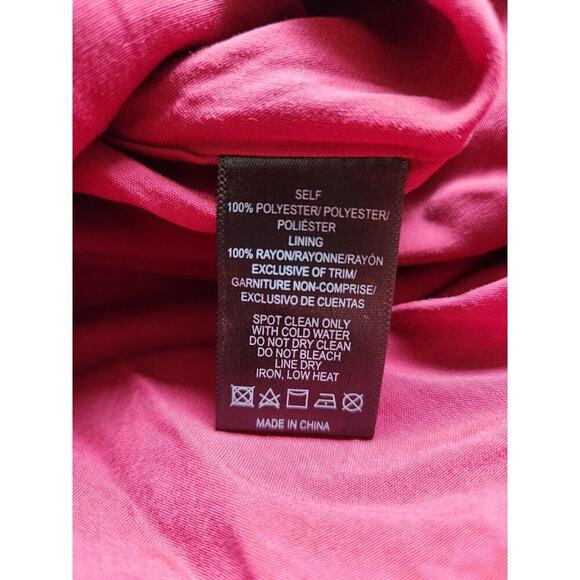 SELF
100% POLYESTER/ POLYESTER/
POLIÉSTER
LINING
100% RAYON/RAYONNE/RAYÓN
EXCLUSIVE OF TRIM/
GARNITURE NON-COMPRISE/
EXCLUSIVO DE CUENTAS
SPOT CLEAN ONLY
WITH COLD WATER
DO NOT DRY CLEAN
DO NOT BLEACH
LINE DRY
IRON, LOW HEAT
MADE IN CHINA